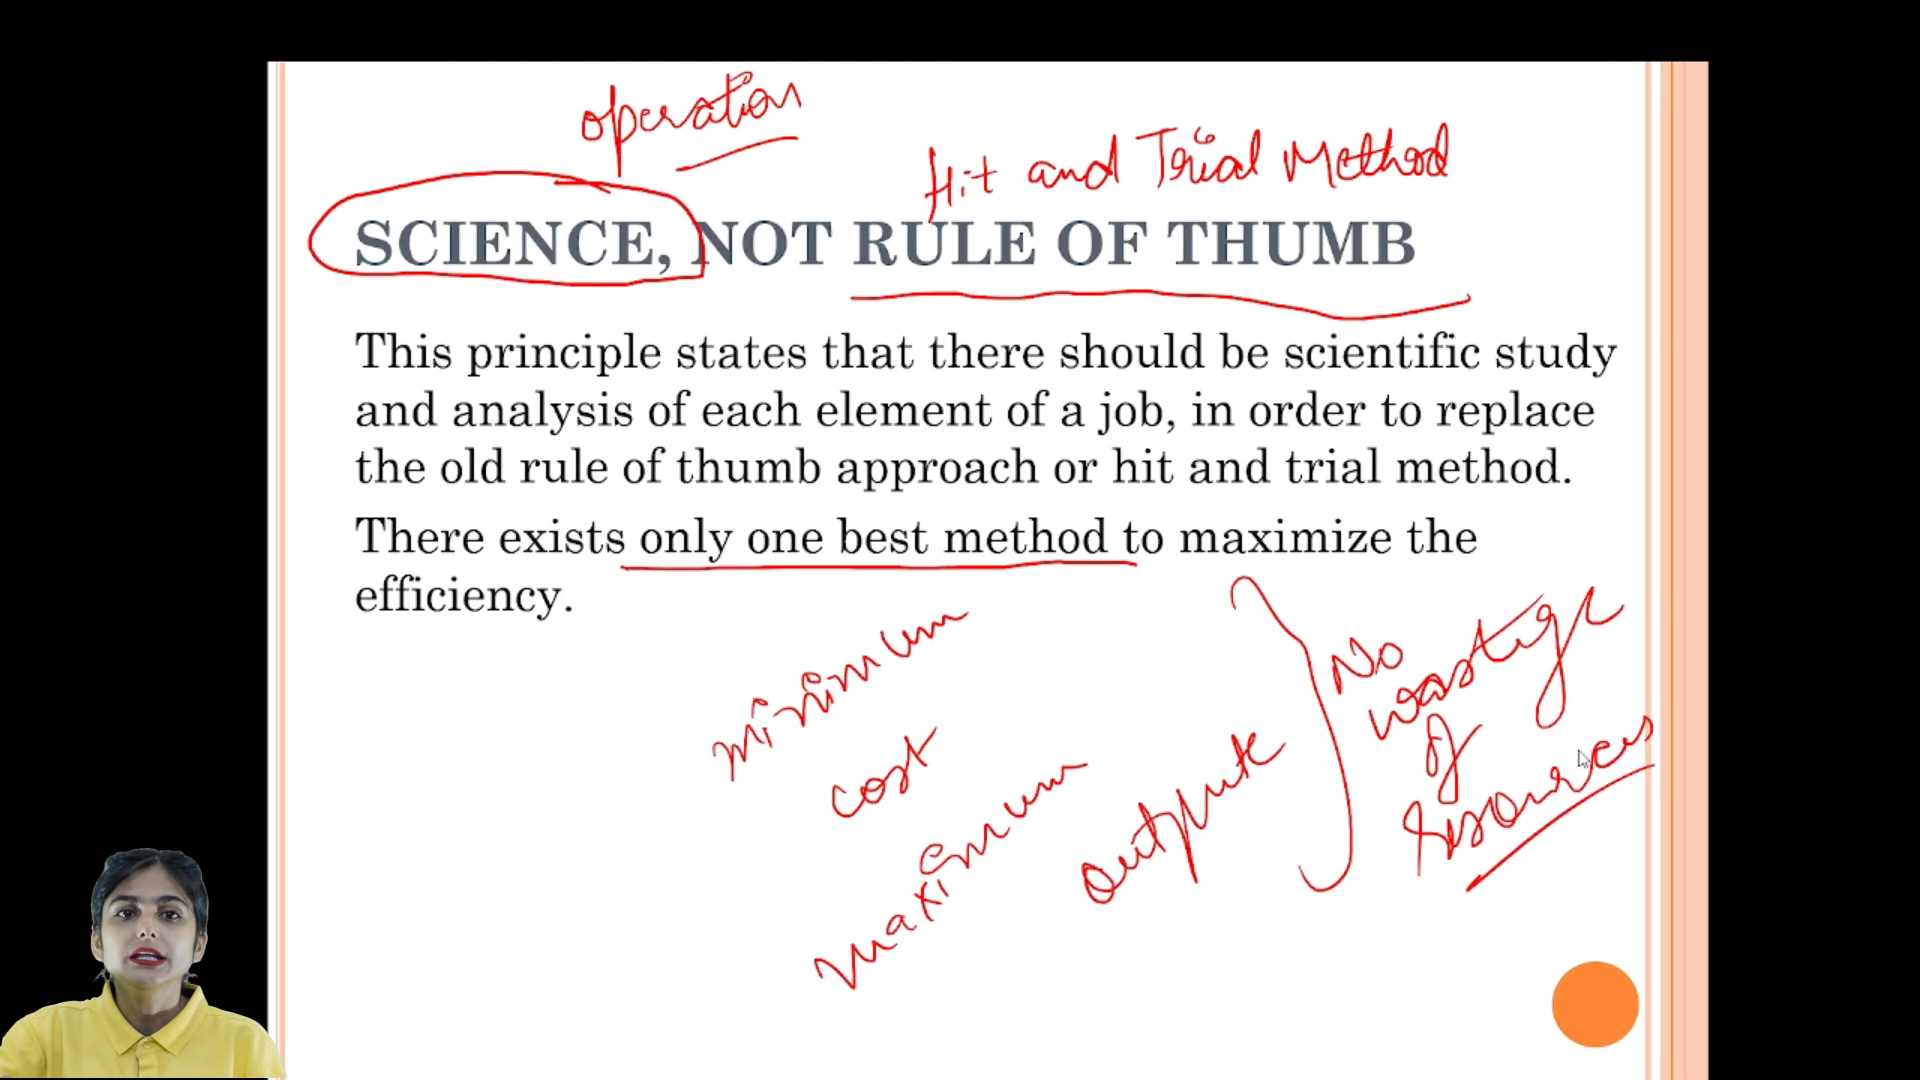 operation
Hit and Trial Method
SCIENCE, NOT RULE OF THUMB
This principle states that there should be scientific study
and analysis of each element of a job, in order to replace
the old rule of thumb approach or hit and trial method.
There exists only one best method to maximize the
efficiency.
minimum
cost
maximum
output
No
wastage
of
resources